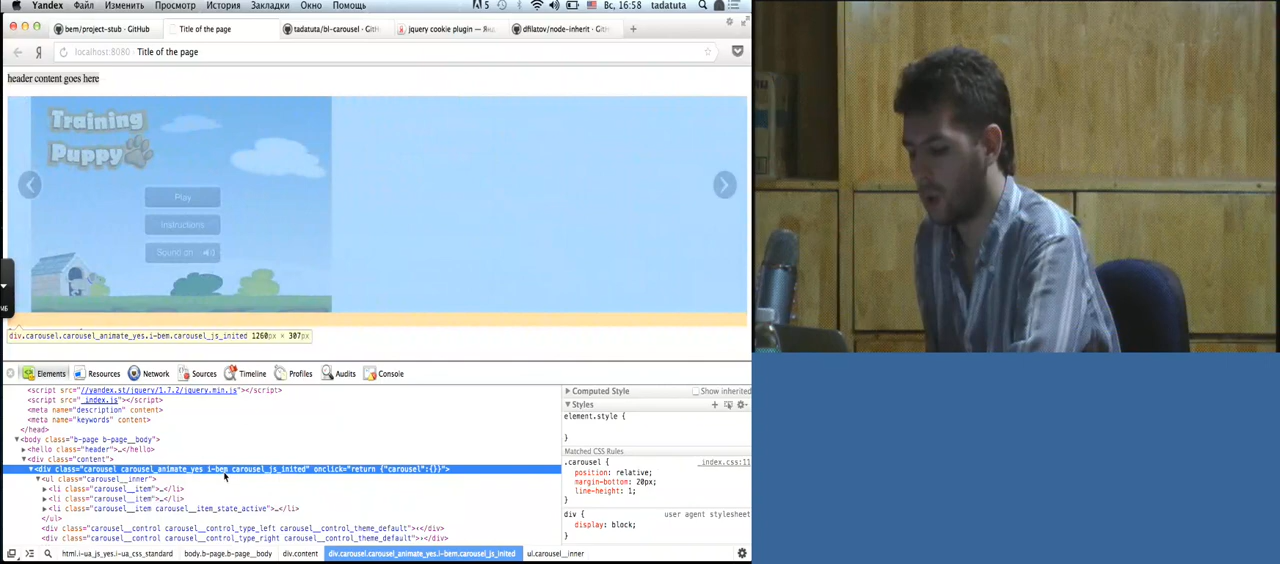 Yandex Файл Изменить Просмотр История Закладки Окно Помощь 5 Вс, 16:58 tadatuta
bem/project-stub · GitHub Title of the page tadatuta/bl-carousel · GitH jquery cookie plugin — Янд dfilatov/node-inherit · Git
Я localhost:8080 Title of the page
header content goes here
Training
Puppy
Play
Instructions
Sound on
div.carousel.carousel_animate_yes.i-bem.carousel_js_inited 1260px × 307px
Elements Resources Network Sources Timeline Profiles Audits Console
<script src="//yandex.st/jquery/1.7.2/jquery.min.js"></script>
<script src="_index.js"></script>
<meta name="description" content>
<meta name="keywords" content>
</head>
▼<body class="b-page b-page__body">
▶<hello class="header">…</hello>
▼<div class="content">
▼<div class="carousel carousel_animate_yes i-bem carousel_js_inited" onclick="return {"carousel":{}}">
▼<ul class="carousel__inner">
▶<li class="carousel__item">…</li>
▶<li class="carousel__item">…</li>
▶<li class="carousel__item carousel__item_state_active">…</li>
</ul>
<div class="carousel__control carousel__control_type_left carousel__control_theme_default">‹</div>
<div class="carousel__control carousel__control_type_right carousel__control_theme_default">›</div>
html.i-ua_js_yes.i-ua_css_standard body.b-page.b-page__body div.content div.carousel.carousel_animate_yes.i-bem.carousel_js_inited ul.carousel__inner
▶ Computed Style Show inherited
▼ Styles
element.style {
}
Matched CSS Rules
.carousel { _index.css:11
position: relative;
margin-bottom: 20px;
line-height: 1;
}
div { user agent stylesheet
display: block;
}